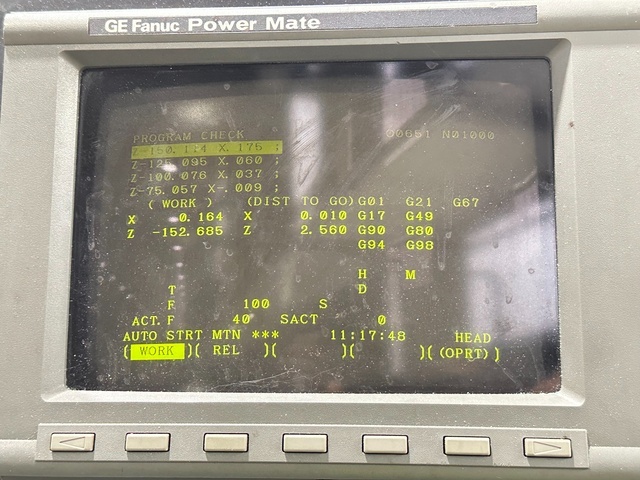 GE Fanuc Power Mate
PROGRAM CHECK O0651 N01000
Z-150.114 X.175 ;
Z-125.095 X.060 ;
Z-100.076 X.037 ;
Z-75.057 X-.009 ;
(WORK) (DIST TO GO) G01 G21 G67
X 0.164 X 0.010 G17 G49
Z -152.685 Z 2.560 G90 G80
G94 G98
H M
T D
F 100 S
ACT.F 40 SACT 0
AUTO STRT MTN *** 11:17:48 HEAD
(WORK)( REL )( )( )((OPRT))